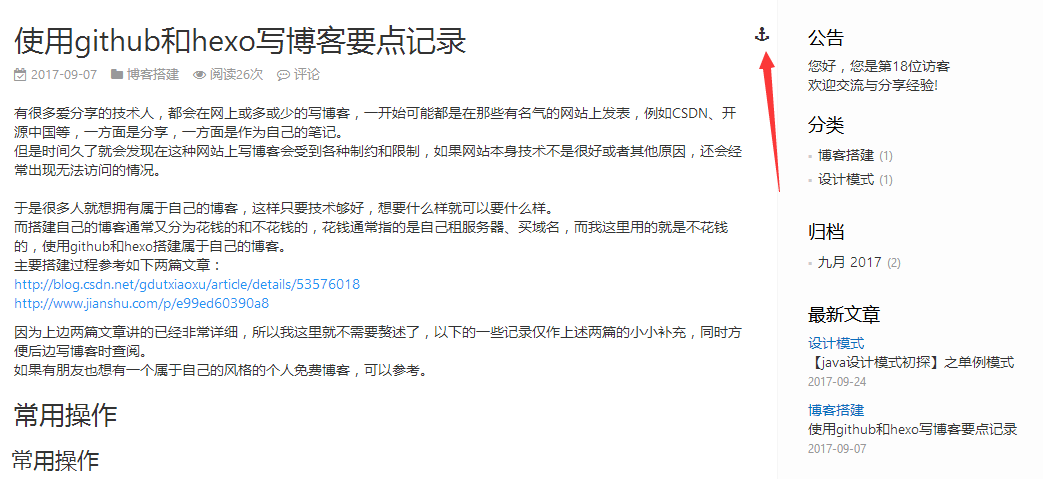 使用github和hexo写博客要点记录
2017-09-07 博客搭建 阅读26次 评论
有很多爱分享的技术人，都会在网上或多或少的写博客，一开始可能都是在那些有名气的网站上发表，例如CSDN、开
源中国等，一方面是分享，一方面是作为自己的笔记。
但是时间久了就会发现在这种网站上写博客会受到各种制约和限制，如果网站本身技术不是很好或者其他原因，还会经
常出现无法访问的情况。
于是很多人就想拥有属于自己的博客，这样只要技术够好，想要什么样就可以要什么样。
而搭建自己的博客通常又分为花钱的和不花钱的，花钱通常指的是自己租服务器、买域名，而我这里用的就是不花钱
的，使用github和hexo搭建属于自己的博客。
主要搭建过程参考如下两篇文章：
http://blog.csdn.net/gdutxiaoxu/article/details/53576018
http://www.jianshu.com/p/e99ed60390a8
因为上边两篇文章讲的已经非常详细，所以我这里就不需要赘述了，以下的一些记录仅作上述两篇的小小补充，同时方
便后边写博客时查阅。
如果有朋友也想有一个属于自己的风格的个人免费博客，可以参考。
常用操作
常用操作
公告
您好，您是第18位访客
欢迎交流与分享经验!
分类
博客搭建 (1)
设计模式 (1)
归档
九月 2017 (2)
最新文章
设计模式
【java设计模式初探】之单例模式
2017-09-24
博客搭建
使用github和hexo写博客要点记录
2017-09-07